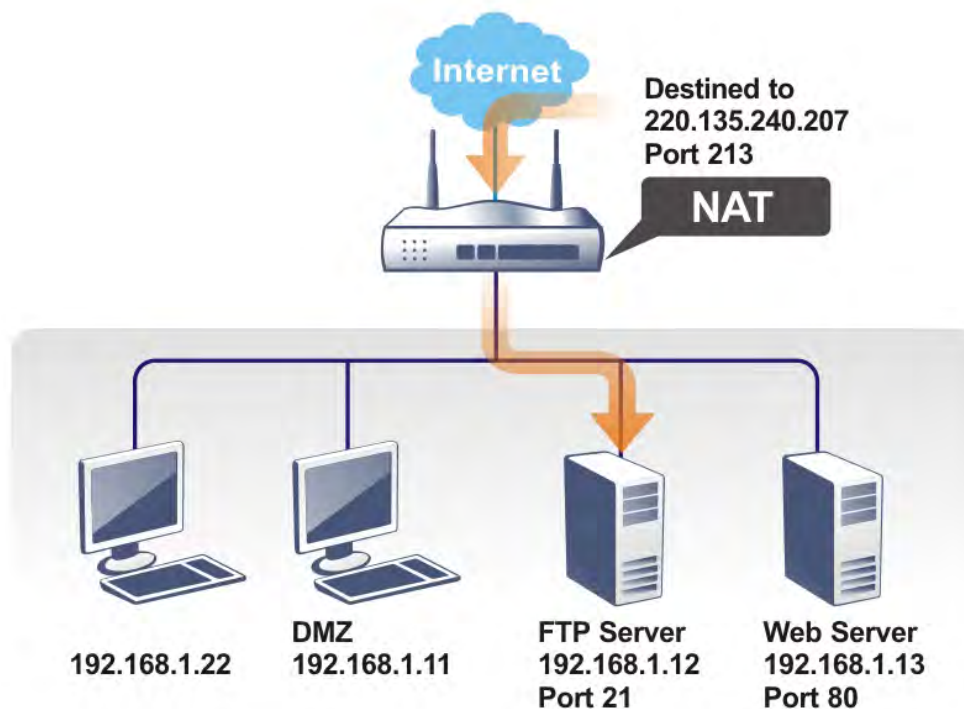 Internet
Destined to
220.135.240.207
Port 213
NAT
192.168.1.22
DMZ
192.168.1.11
FTP Server
192.168.1.12
Port 21
Web Server
192.168.1.13
Port 80